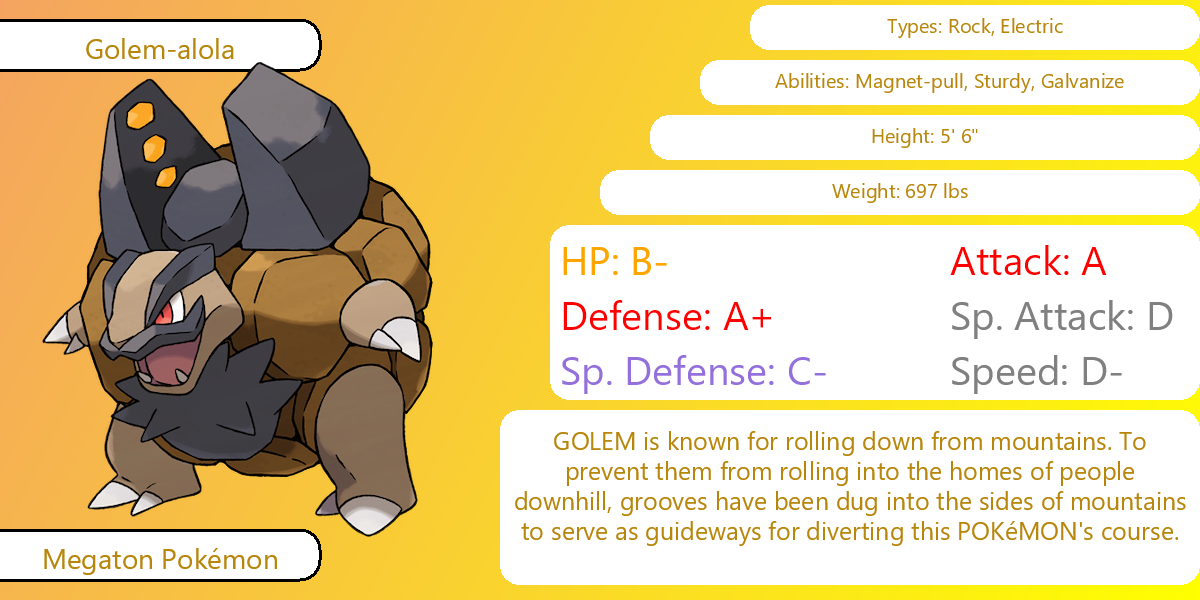 Golem-alola
Types: Rock, Electric
Abilities: Magnet-pull, Sturdy, Galvanize
Height: 5' 6"
Weight: 697 lbs
HP: B-
Attack: A
Defense: A+
Sp. Attack: D
Sp. Defense: C-
Speed: D-
GOLEM is known for rolling down from mountains. To
prevent them from rolling into the homes of people
downhill, grooves have been dug into the sides of mountains
to serve as guideways for diverting this POKéMON's course.
Megaton Pokémon